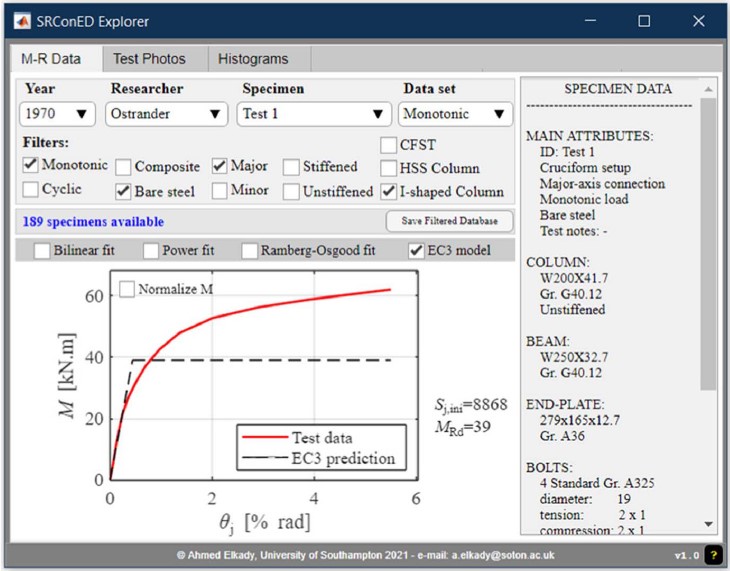 SRConED Explorer
M-R Data Test Photos Histograms
Year Researcher Specimen Data set
1970 Ostrander Test 1 Monotonic
Filters:
CFST
Monotonic Composite Major Stiffened HSS Column
Cyclic Bare steel Minor Unstiffened I-shaped Column
189 specimens available Save Filtered Database
Bilinear fit Power fit Ramberg-Osgood fit EC3 model
Normalize M
60
40
20
0
M [kN.m]
0 2 4 6
θj [% rad]
Test data
EC3 prediction
Sj,ini=8868
MRd=39
SPECIMEN DATA
----------------------------------------
MAIN ATTRIBUTES:
ID: Test 1
Cruciform setup
Major-axis connection
Monotonic load
Bare steel
Test notes: -
COLUMN:
W200X41.7
Gr. G40.12
Unstiffened
BEAM:
W250X32.7
Gr. G40.12
END-PLATE:
279x165x12.7
Gr. A36
BOLTS:
4 Standard Gr. A325
diameter: 19
tension: 2 x 1
compression: 2 x 1
© Ahmed Elkady, University of Southampton 2021 - e-mail: a.elkady@soton.ac.uk v1.0 ?